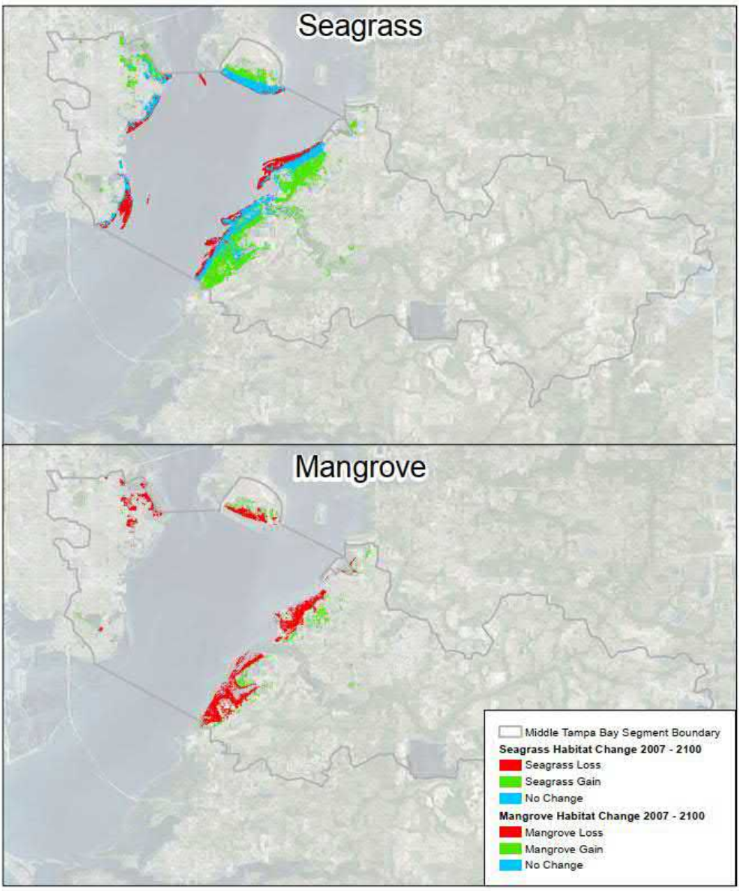 Seagrass
Mangrove
Middle Tampa Bay Segment Boundary
Seagrass Habitat Change 2007 - 2100
Seagrass Loss
Seagrass Gain
No Change
Mangrove Habitat Change 2007 - 2100
Mangrove Loss
Mangrove Gain
No Change